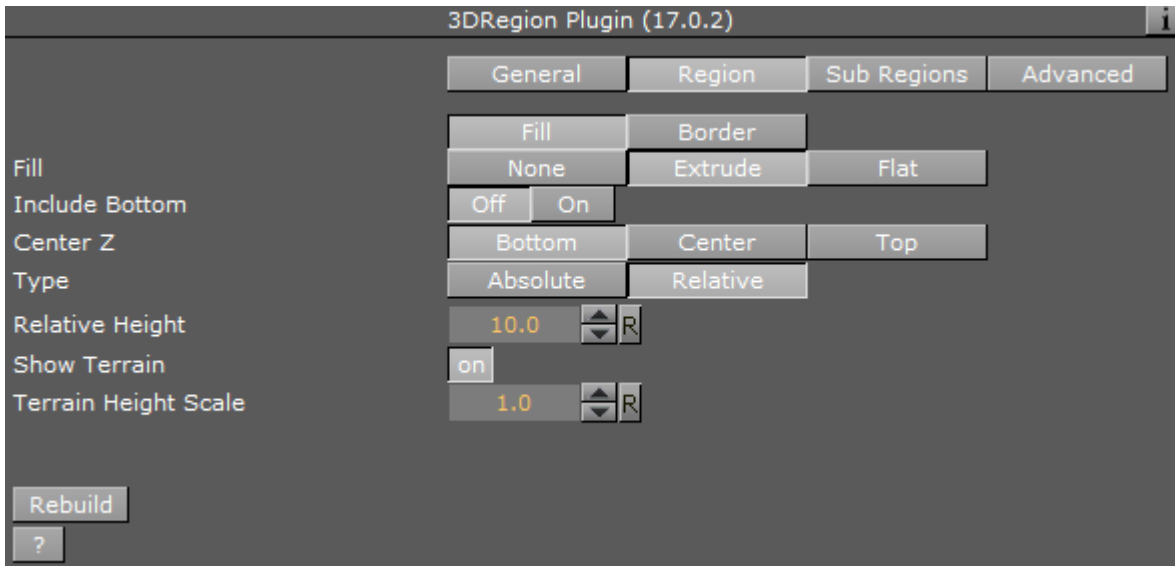 3DRegion Plugin (17.0.2) i
General Region Sub Regions Advanced
Fill Border
Fill None Extrude Flat
Include Bottom Off On
Center Z Bottom Center Top
Type Absolute Relative
Relative Height 10.0 R
Show Terrain on
Terrain Height Scale 1.0 R
Rebuild
?